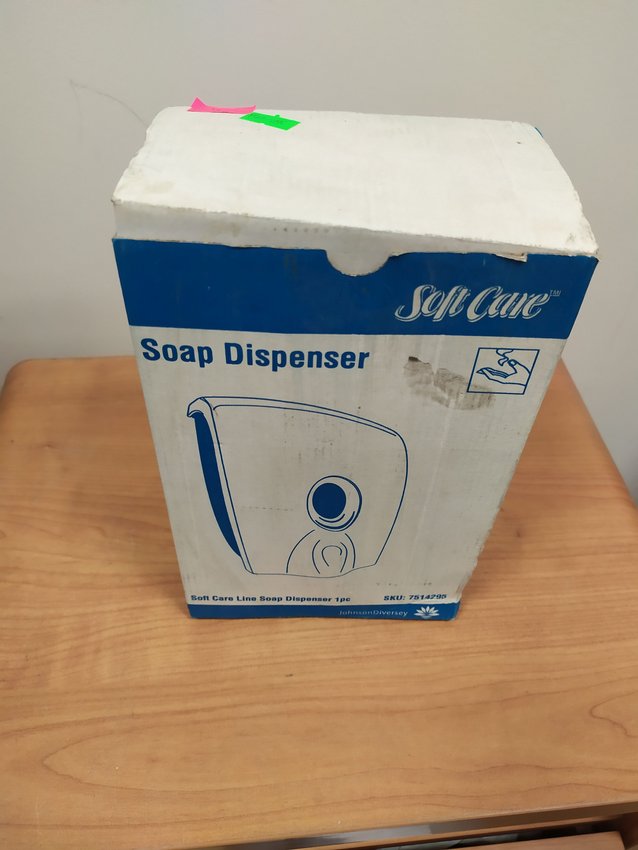 Soft Care™
Soap Dispenser
Soft Care Line Soap Dispenser 1pc SKU: 7514295
JohnsonDiversey